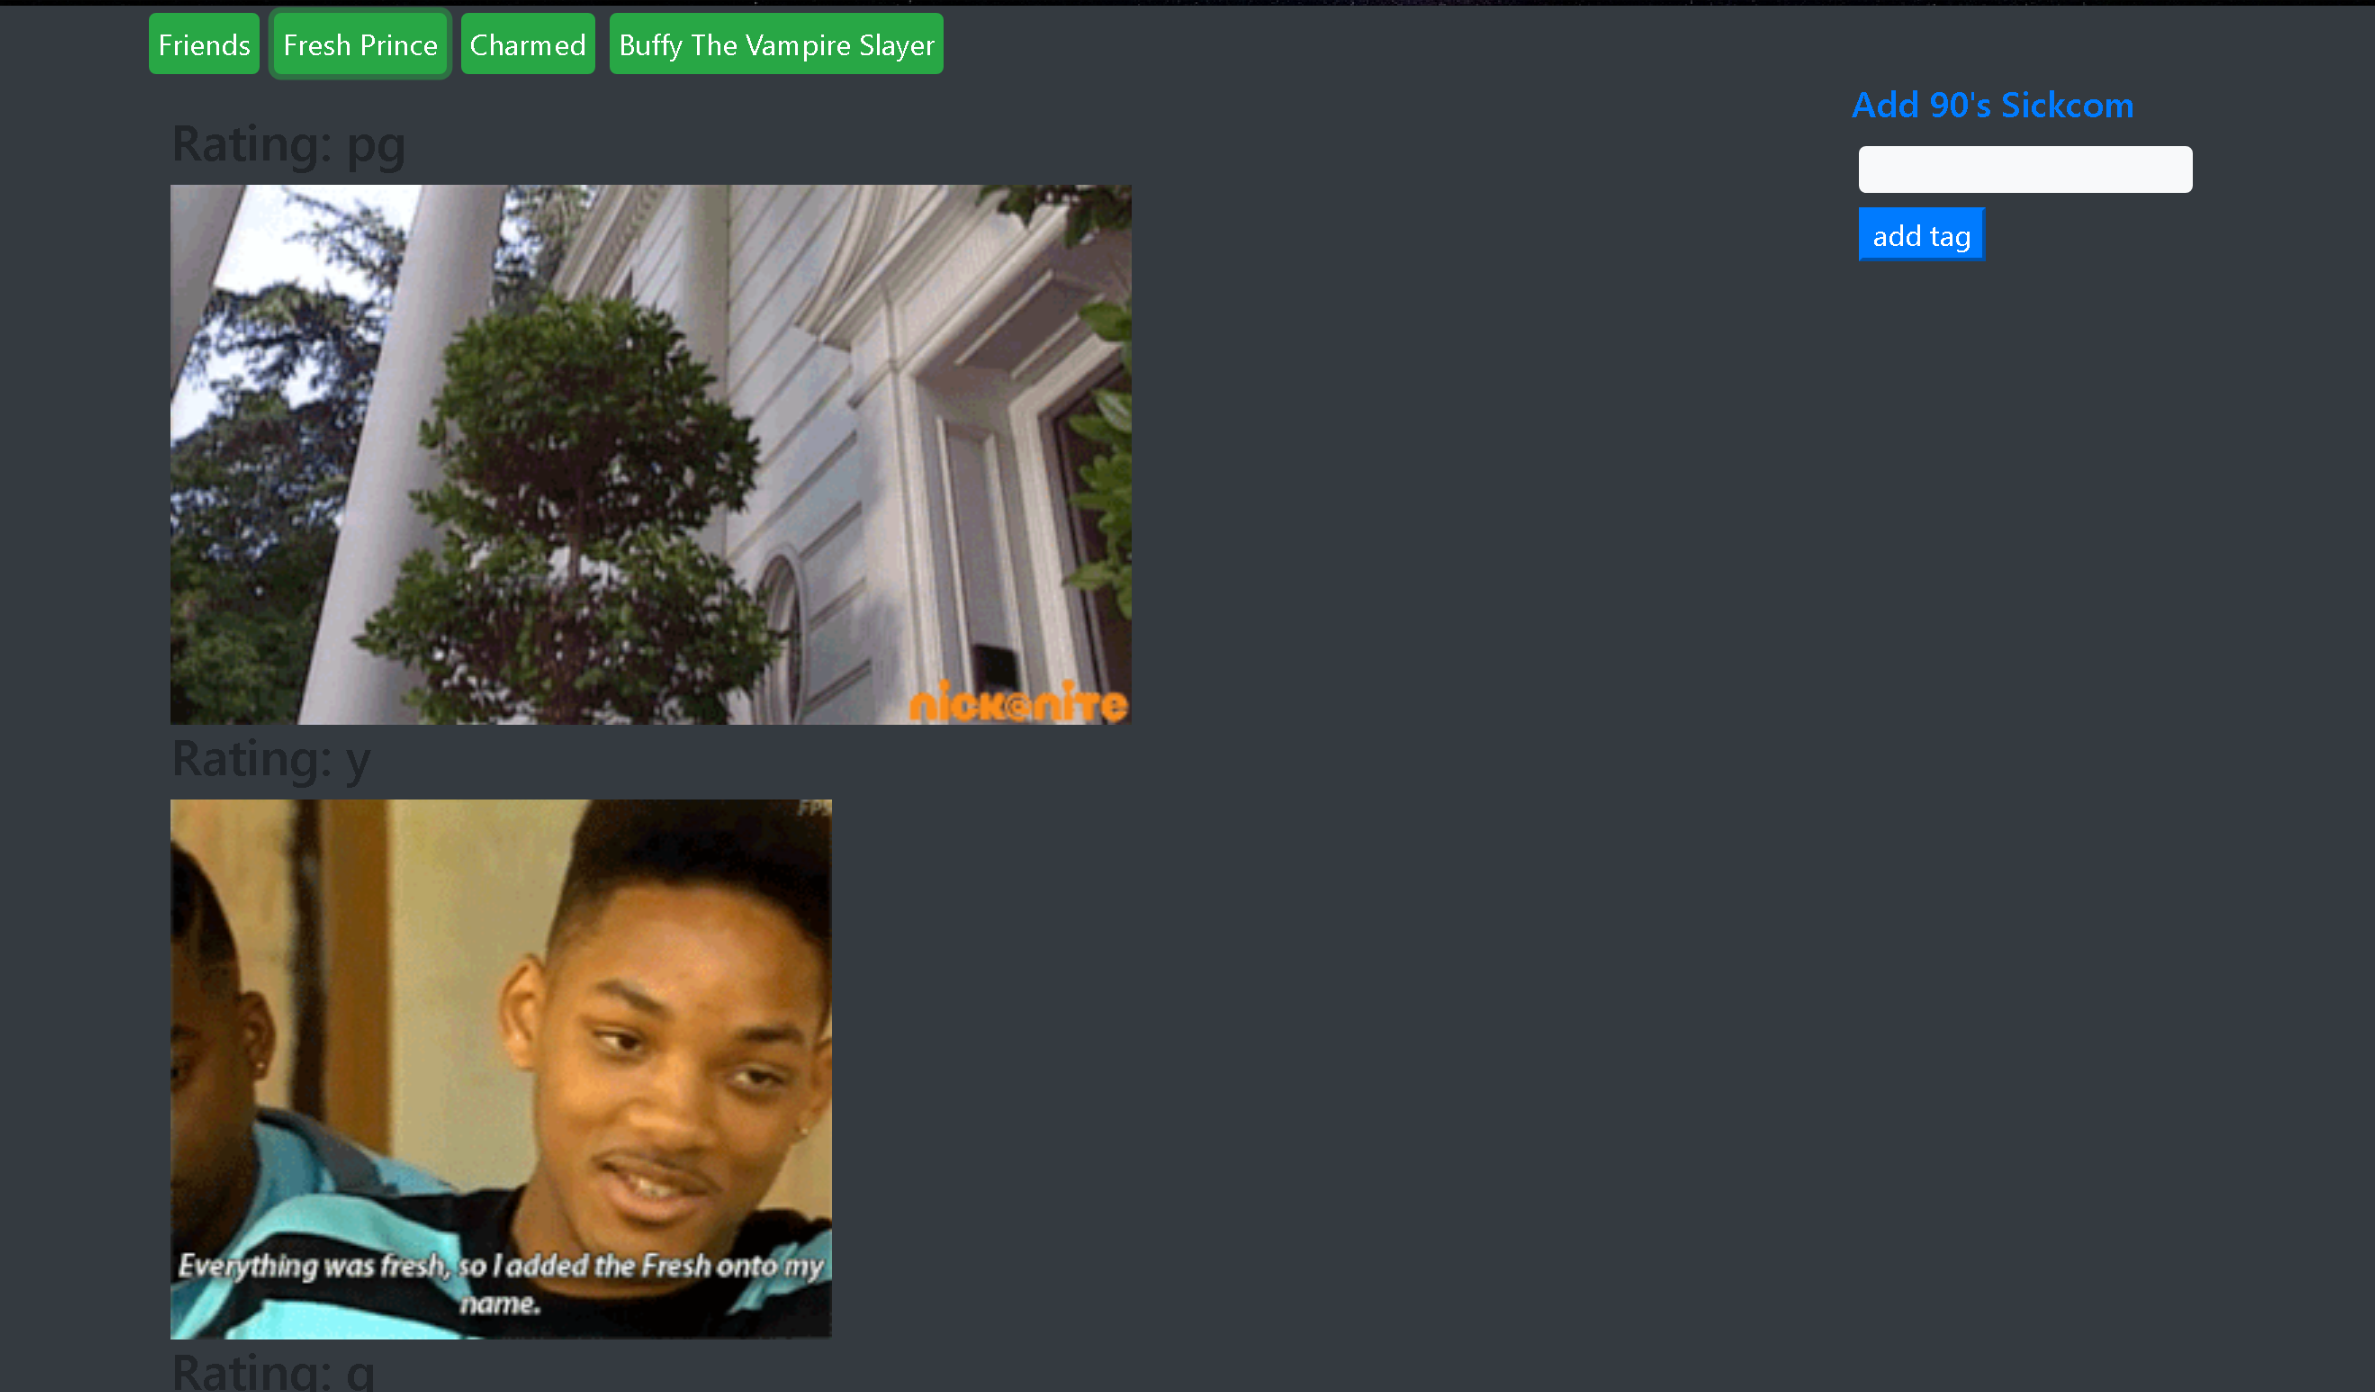 Friends
Fresh Prince
Charmed
Buffy The Vampire Slayer
Add 90's Sickcom
add tag
Rating: pg
nick@nite
Rating: y
FPS
Everything was fresh, so I added the Fresh onto my
name.
Rating: g